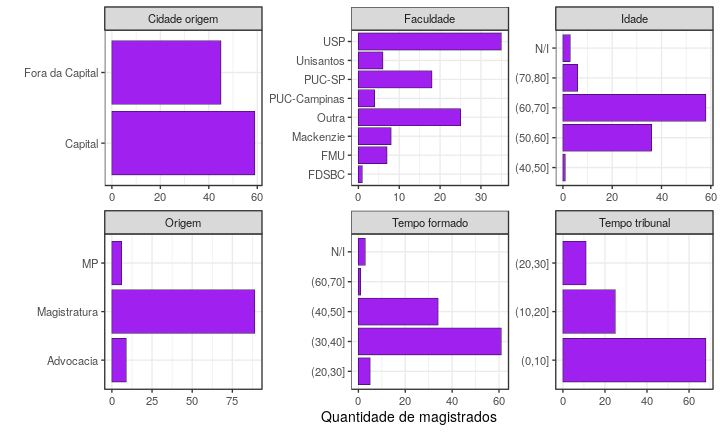 Cidade origem
Fora da Capital
Capital
0 20 40 60
Faculdade
USP
Unisantos
PUC-SP
PUC-Campinas
Outra
Mackenzie
FMU
FDSBC
0 10 20 30
Idade
N/I
(70,80]
(60,70]
(50,60]
(40,50]
0 20 40 60
Origem
MP
Magistratura
Advocacia
0 25 50 75
Tempo formado
N/I
(60,70]
(40,50]
(30,40]
(20,30]
0 20 40 60
Tempo tribunal
(20,30]
(10,20]
(0,10]
0 20 40 60
Quantidade de magistrados